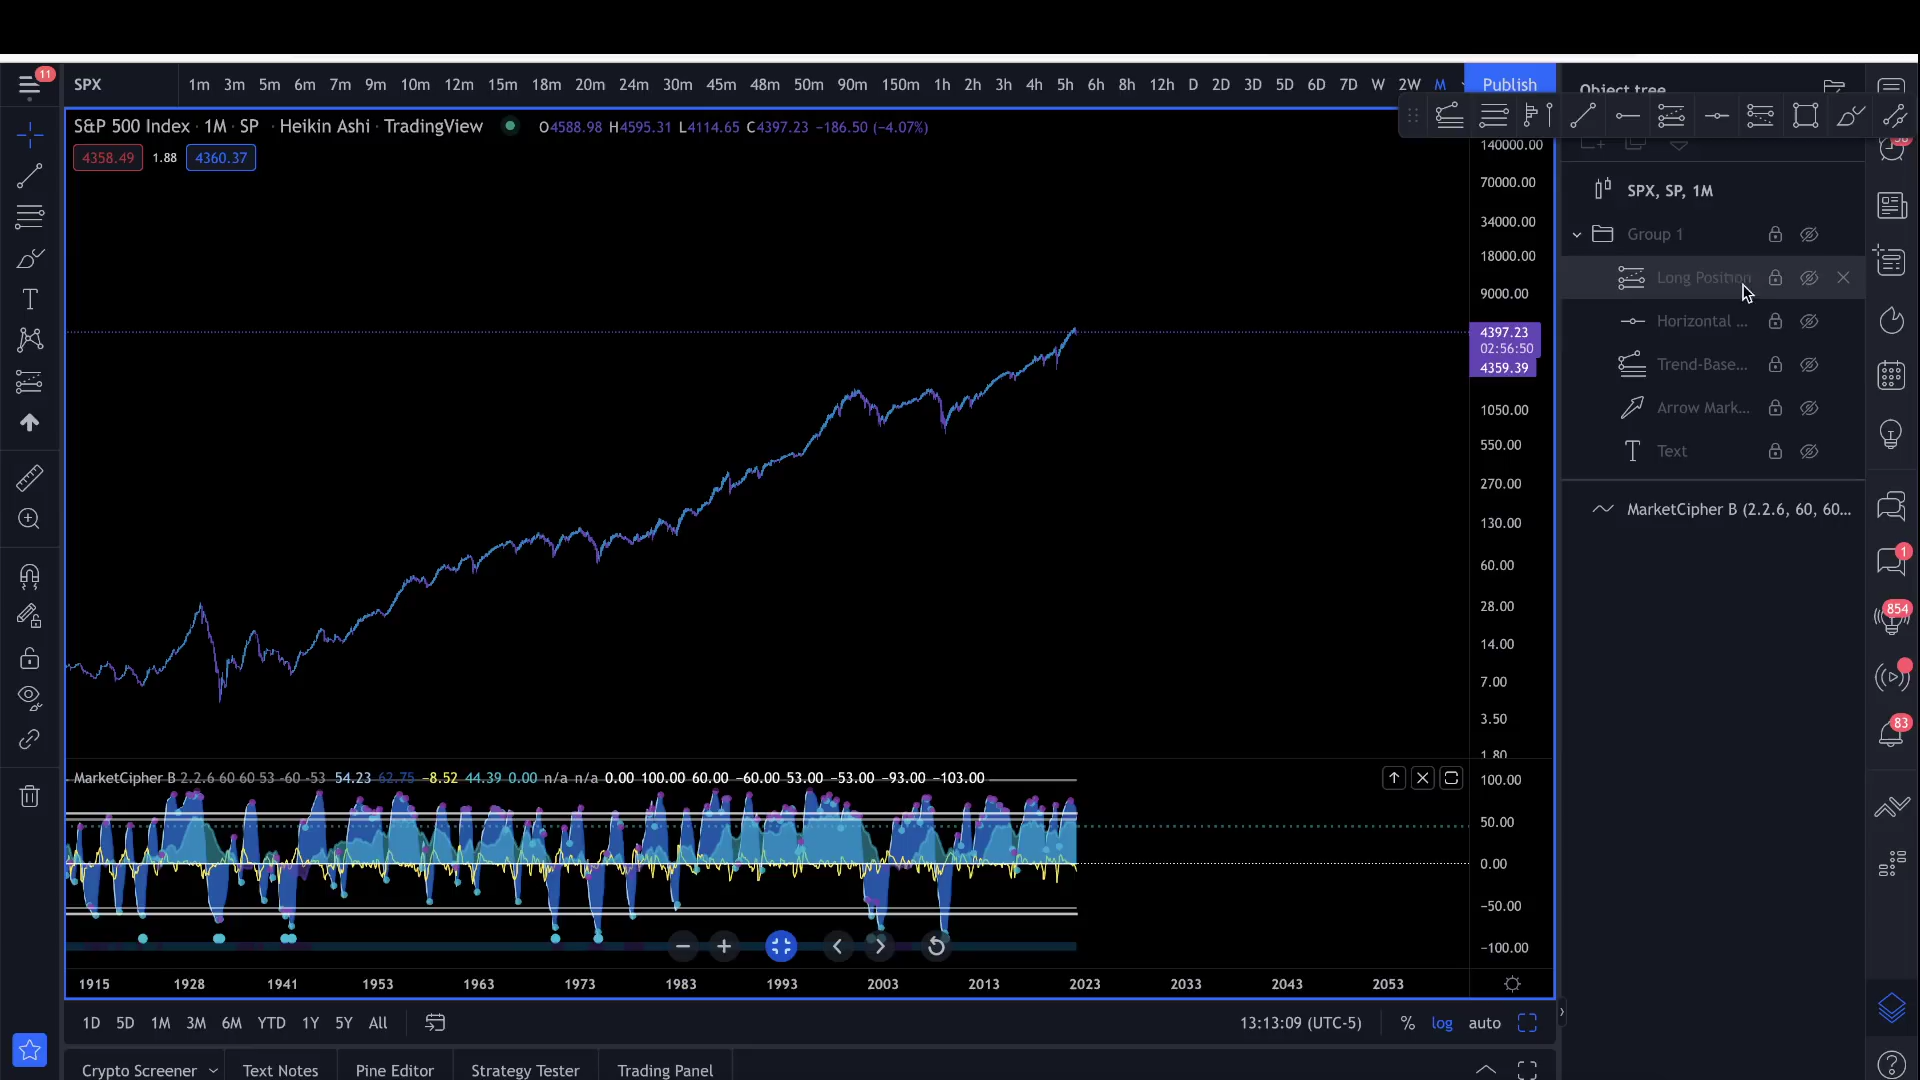 11
SPX
1m 3m 5m 6m 7m 9m 10m 12m 15m 18m 20m 24m 30m 45m 48m 50m 90m 150m 1h 2h 3h 4h 5h 6h 8h 12h D 2D 3D 5D 6D 7D W 2W M
Publish
Object tree
S&P 500 Index · 1M · SP · Heikin Ashi · TradingView
O4588.98 H4595.31 L4114.65 C4397.23 −186.50 (−4.07%)
4358.49 1.88 4360.37
140000.00
70000.00
34000.00
18000.00
9000.00
4397.23
02:56:50
4359.39
1050.00
550.00
270.00
130.00
60.00
28.00
14.00
7.00
3.50
1.80
SPX, SP, 1M
Group 1
Long Position
Horizontal ...
Trend-Base...
Arrow Mark...
Text
MarketCipher B (2.2.6, 60, 60...
1
854
83
MarketCipher B 2.2.6 60 60 53 -60 -53 54.23 62.75 −8.52 44.39 0.00 n/a n/a 0.00 100.00 60.00 −60.00 53.00 −53.00 −93.00 −103.00
100.00
50.00
0.00
−50.00
−100.00
1915 1928 1941 1953 1963 1973 1983 1993 2003 2013 2023 2033 2043 2053
1D 5D 1M 3M 6M YTD 1Y 5Y All
13:13:09 (UTC-5) % log auto
Crypto Screener Text Notes Pine Editor Strategy Tester Trading Panel